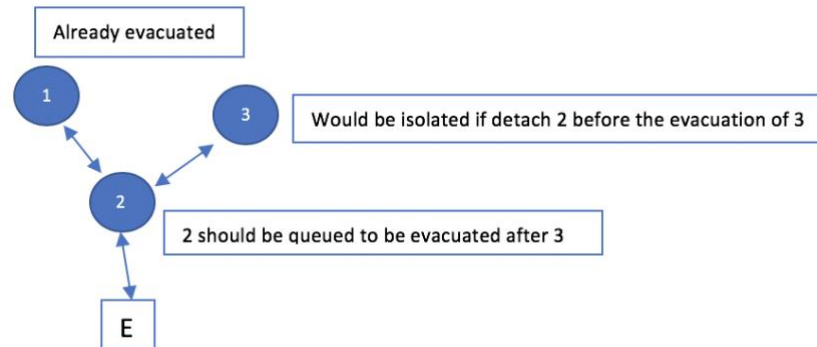 Already evacuated
1
3
Would be isolated if detach 2 before the evacuation of 3
2
2 should be queued to be evacuated after 3
E